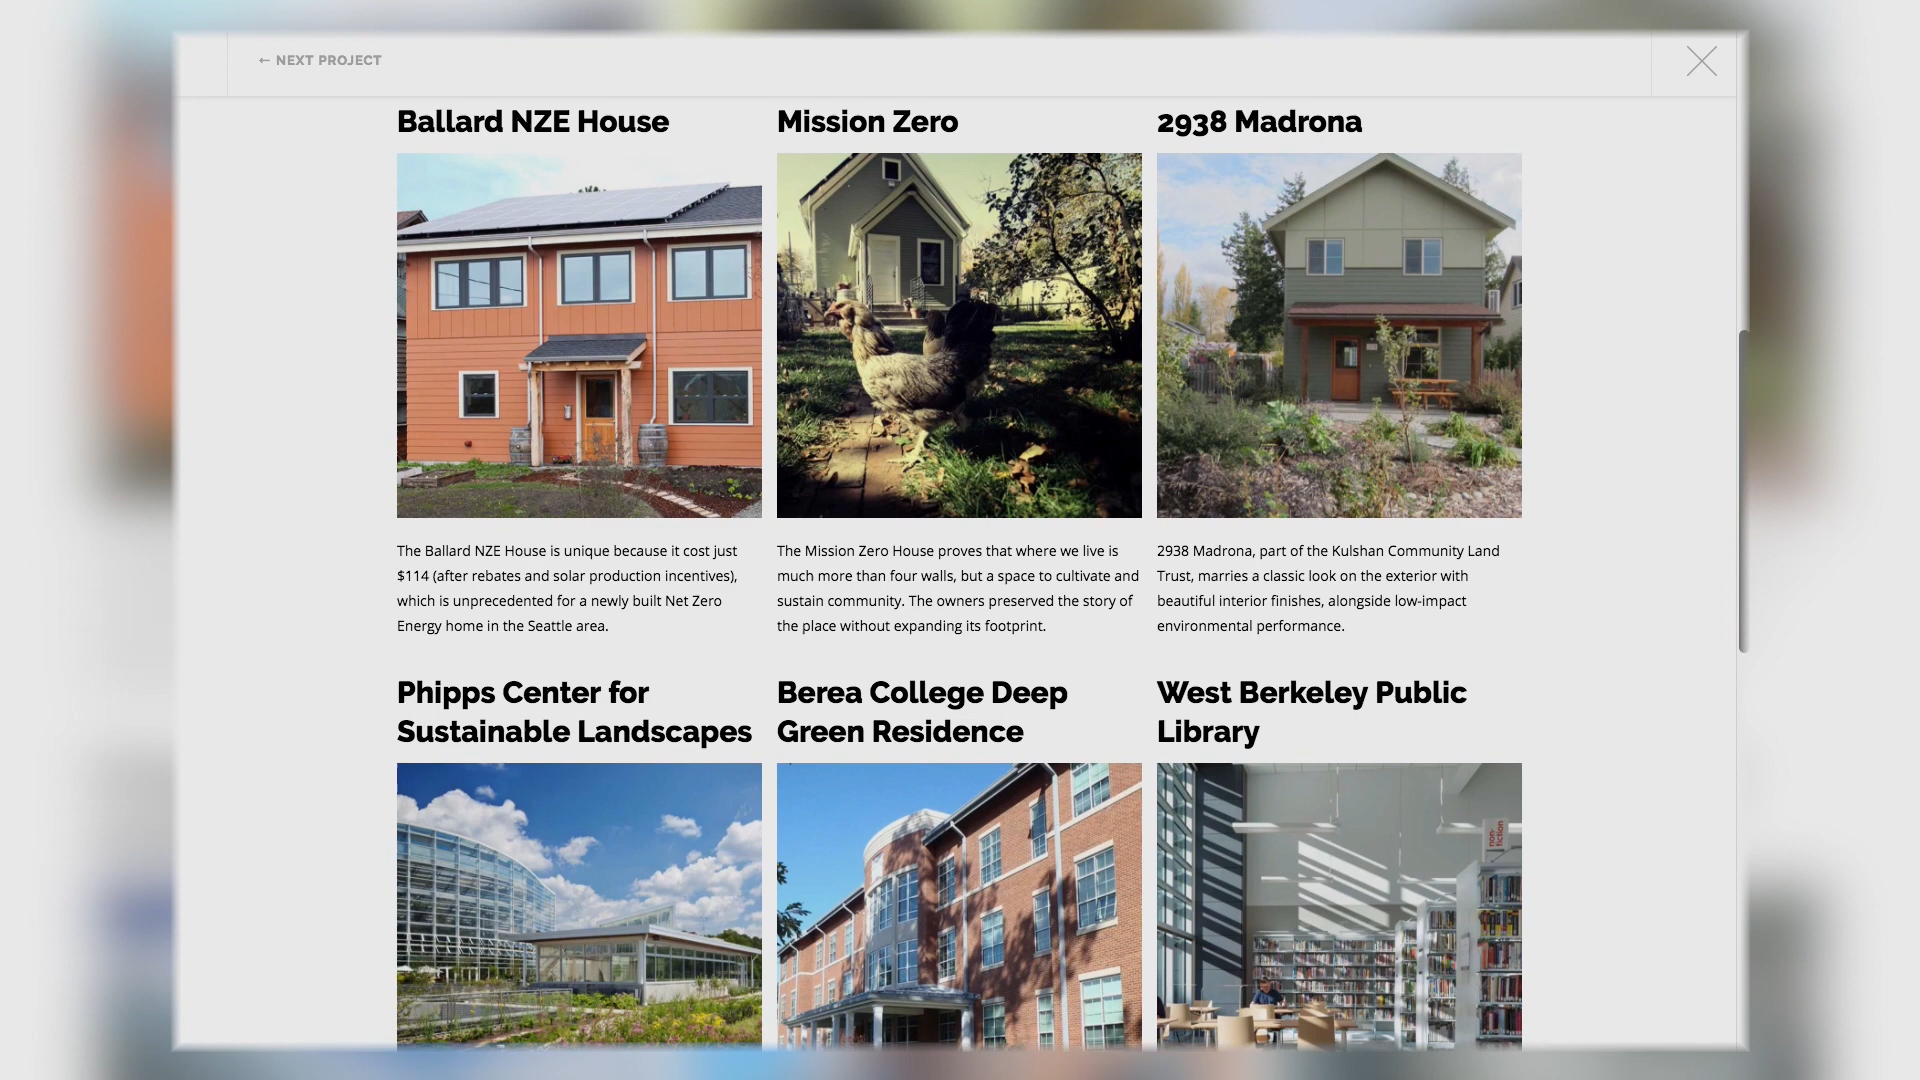 ← NEXT PROJECT
Ballard NZE House
Mission Zero
2938 Madrona
The Ballard NZE House is unique because it cost just
$114 (after rebates and solar production incentives),
which is unprecedented for a newly built Net Zero
Energy home in the Seattle area.
The Mission Zero House proves that where we live is
much more than four walls, but a space to cultivate and
sustain community. The owners preserved the story of
the place without expanding its footprint.
2938 Madrona, part of the Kulshan Community Land
Trust, marries a classic look on the exterior with
beautiful interior finishes, alongside low-impact
environmental performance.
Phipps Center for
Sustainable Landscapes
Berea College Deep
Green Residence
West Berkeley Public
Library
non-
fiction